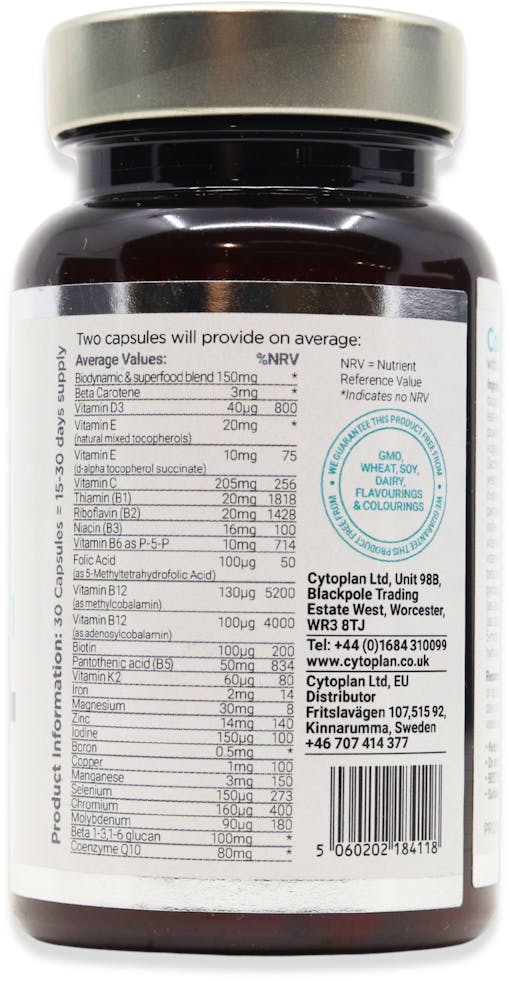 Two capsules will provide on average:
Average Values: %NRV
Biodynamic & superfood blend 150mg *
Beta Carotene 3mg *
Vitamin D3 40µg 800
Vitamin E 20mg *
(natural mixed tocopherols)
Vitamin E 10mg 75
(d-alpha tocopherol succinate)
Vitamin C 205mg 256
Thiamin (B1) 20mg 1818
Riboflavin (B2) 20mg 1428
Niacin (B3) 16mg 100
Vitamin B6 as P-5-P 10mg 714
Folic Acid 100µg 50
(as 5-Methyltetrahydrofolic Acid)
Vitamin B12 130µg 5200
(as methylcobalamin)
Vitamin B12 100µg 4000
(as adenosylcobalamin)
Biotin 100µg 200
Pantothenic acid (B5) 50mg 834
Vitamin K2 60µg 80
Iron 2mg 14
Magnesium 30mg 8
Zinc 14mg 140
Iodine 150µg 100
Boron 0.5mg *
Copper 1mg 100
Manganese 3mg 150
Selenium 150µg 273
Chromium 160µg 400
Molybdenum 90µg 180
Beta 1-3,1-6 glucan 100mg *
Coenzyme Q10 80mg *
Product Information: 30 Capsules = 15-30 days supply
NRV = Nutrient
Reference Value
*Indicates no NRV
WE GUARANTEE THIS PRODUCT FREE FROM • WE GUARANTEE THIS PRODUCT FREE FROM •
GMO,
WHEAT, SOY,
DAIRY,
FLAVOURINGS
& COLOURINGS
Cytoplan Ltd, Unit 98B,
Blackpole Trading
Estate West, Worcester,
WR3 8TJ
Tel: +44 (0)1684 310099
www.cytoplan.co.uk
Cytoplan Ltd, EU
Distributor
Fritslavägen 107,515 92,
Kinnarumma, Sweden
+46 707 414 377
5 060202 184118